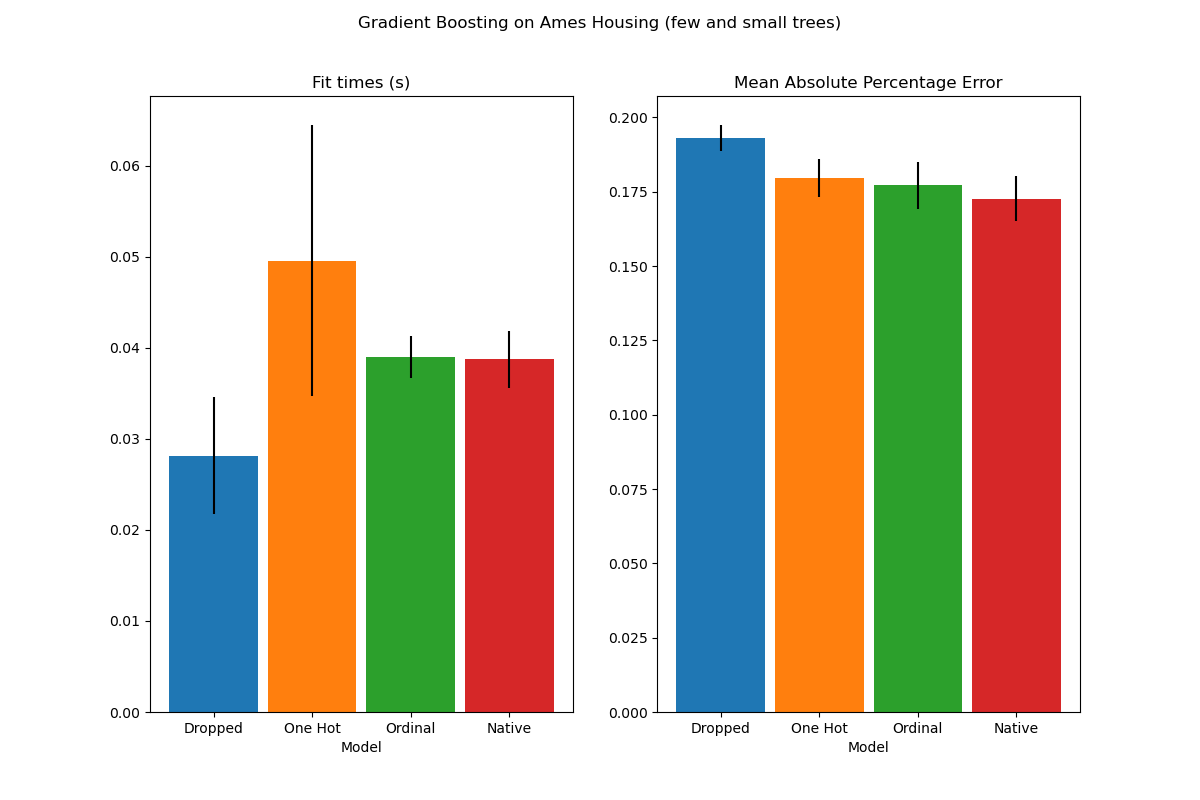 Gradient Boosting on Ames Housing (few and small trees)
Fit times (s)
0.06
0.05
0.04
0.03
0.02
0.01
0.00
Dropped One Hot Ordinal Native
Model
Mean Absolute Percentage Error
0.200
0.175
0.150
0.125
0.100
0.075
0.050
0.025
0.000
Dropped One Hot Ordinal Native
Model